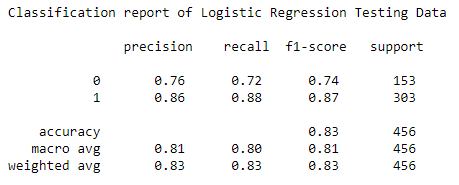 Classification report of Logistic Regression Testing Data
precision recall f1-score support
0 0.76 0.72 0.74 153
1 0.86 0.88 0.87 303
accuracy 0.83 456
macro avg 0.81 0.80 0.81 456
weighted avg 0.83 0.83 0.83 456